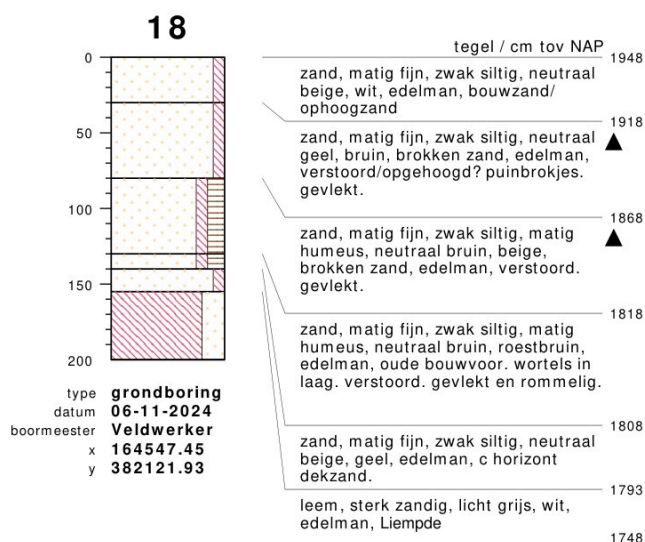 18
tegel / cm tov NAP
0
1948
zand, matig fijn, zwak siltig, neutraal
beige, wit, edelman, bouwzand/
ophoogzand
1918
zand, matig fijn, zwak siltig, neutraal
geel, bruin, brokken zand, edelman,
verstoord/opgehoogd? puinbrokjes.
gevlekt.
50
1868
zand, matig fijn, zwak siltig, matig
humeus, neutraal bruin, beige,
brokken zand, edelman, verstoord.
gevlekt.
100
1818
zand, matig fijn, zwak siltig, matig
humeus, neutraal bruin, roestbruin,
edelman, oude bouwvoor. wortels in
laag. verstoord. gevlekt en rommelig.
150
1808
zand, matig fijn, zwak siltig, neutraal
beige, geel, edelman, c horizont
dekzand.
1793
leem, sterk zandig, licht grijs, wit,
edelman, Liempde
1748
200
type grondboring
datum 06-11-2024
boormeester Veldwerker
x 164547.45
y 382121.93